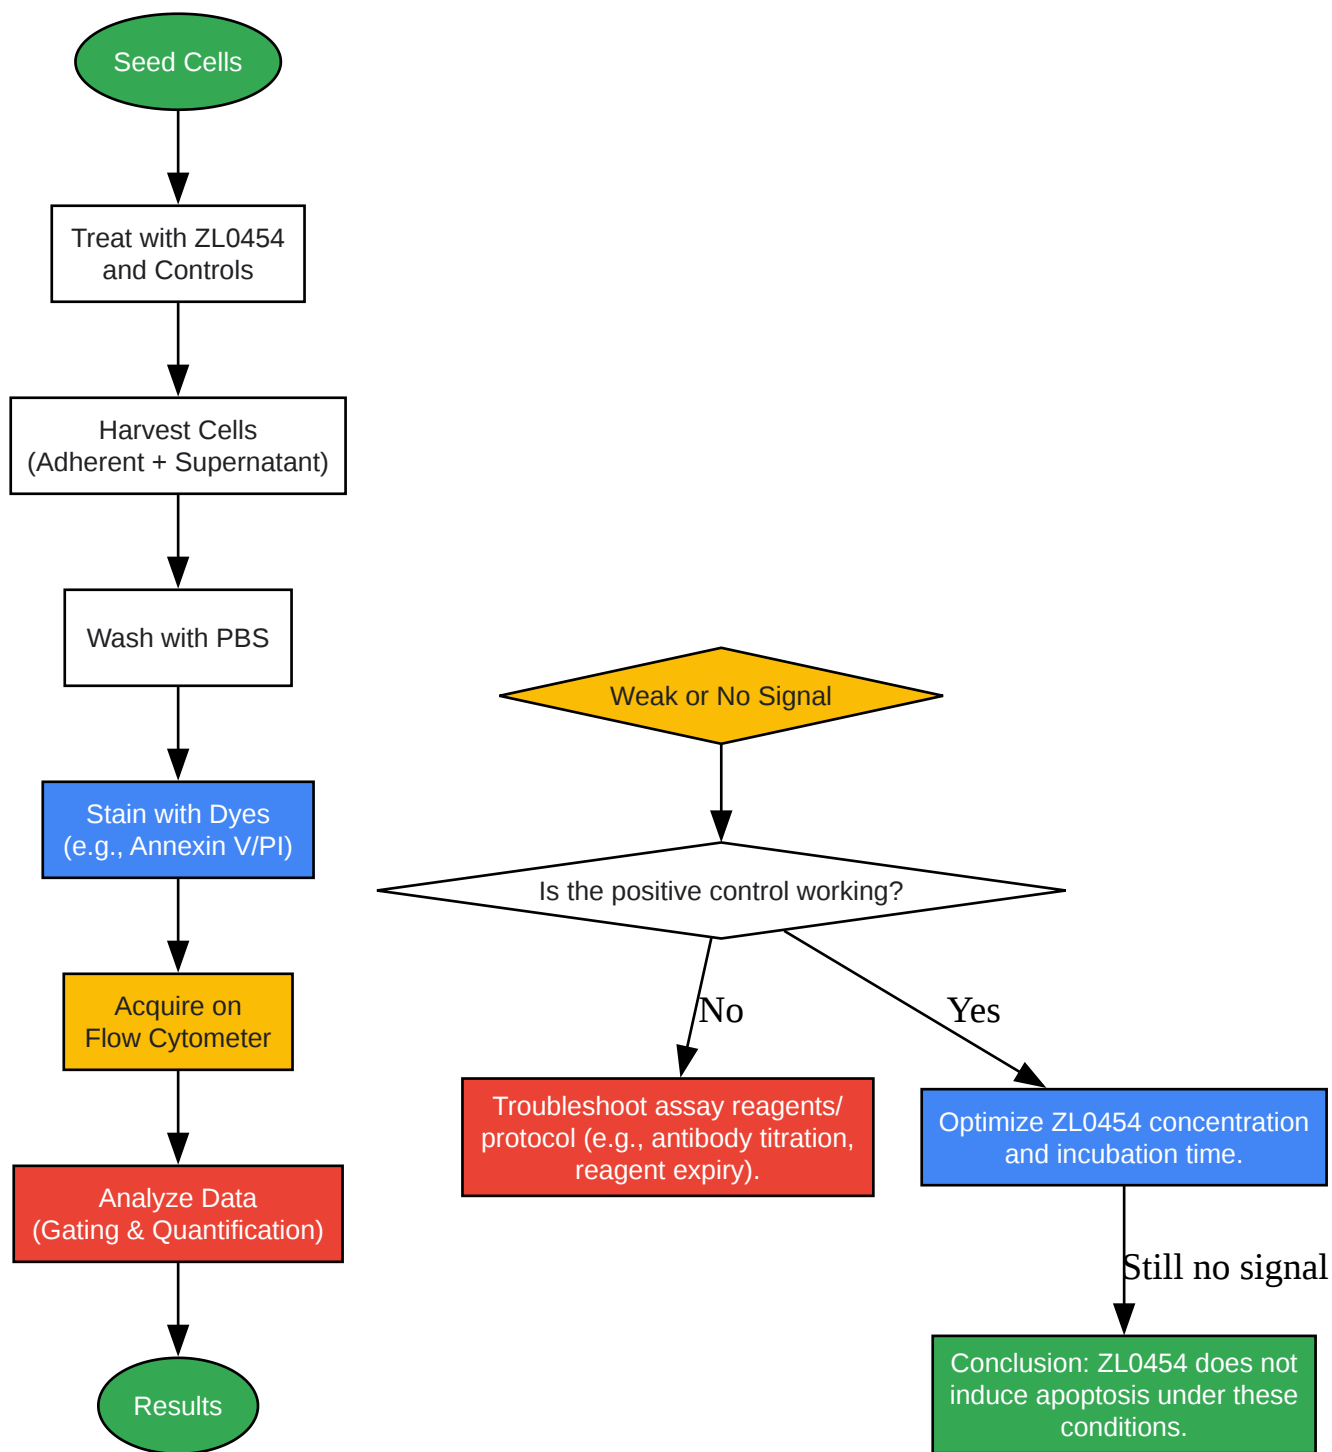 Seed Cells
Treat with ZL0454
and Controls
Harvest Cells
(Adherent + Supernatant)
Wash with PBS
Stain with Dyes
(e.g., Annexin V/PI)
Acquire on
Flow Cytometer
Analyze Data
(Gating & Quantification)
Results
Weak or No Signal
Is the positive control working?
No
Yes
Troubleshoot assay reagents/
protocol (e.g., antibody titration,
reagent expiry).
Optimize ZL0454 concentration
and incubation time.
Still no signal
Conclusion: ZL0454 does not
induce apoptosis under these
conditions.